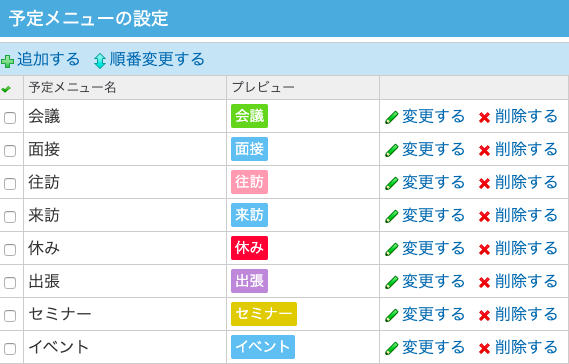 予定メニューの設定
追加する 順番変更する
予定メニュー名 プレビュー
会議 会議 変更する 削除する
面接 面接 変更する 削除する
往訪 往訪 変更する 削除する
来訪 来訪 変更する 削除する
休み 休み 変更する 削除する
出張 出張 変更する 削除する
セミナー セミナー 変更する 削除する
イベント イベント 変更する 削除する